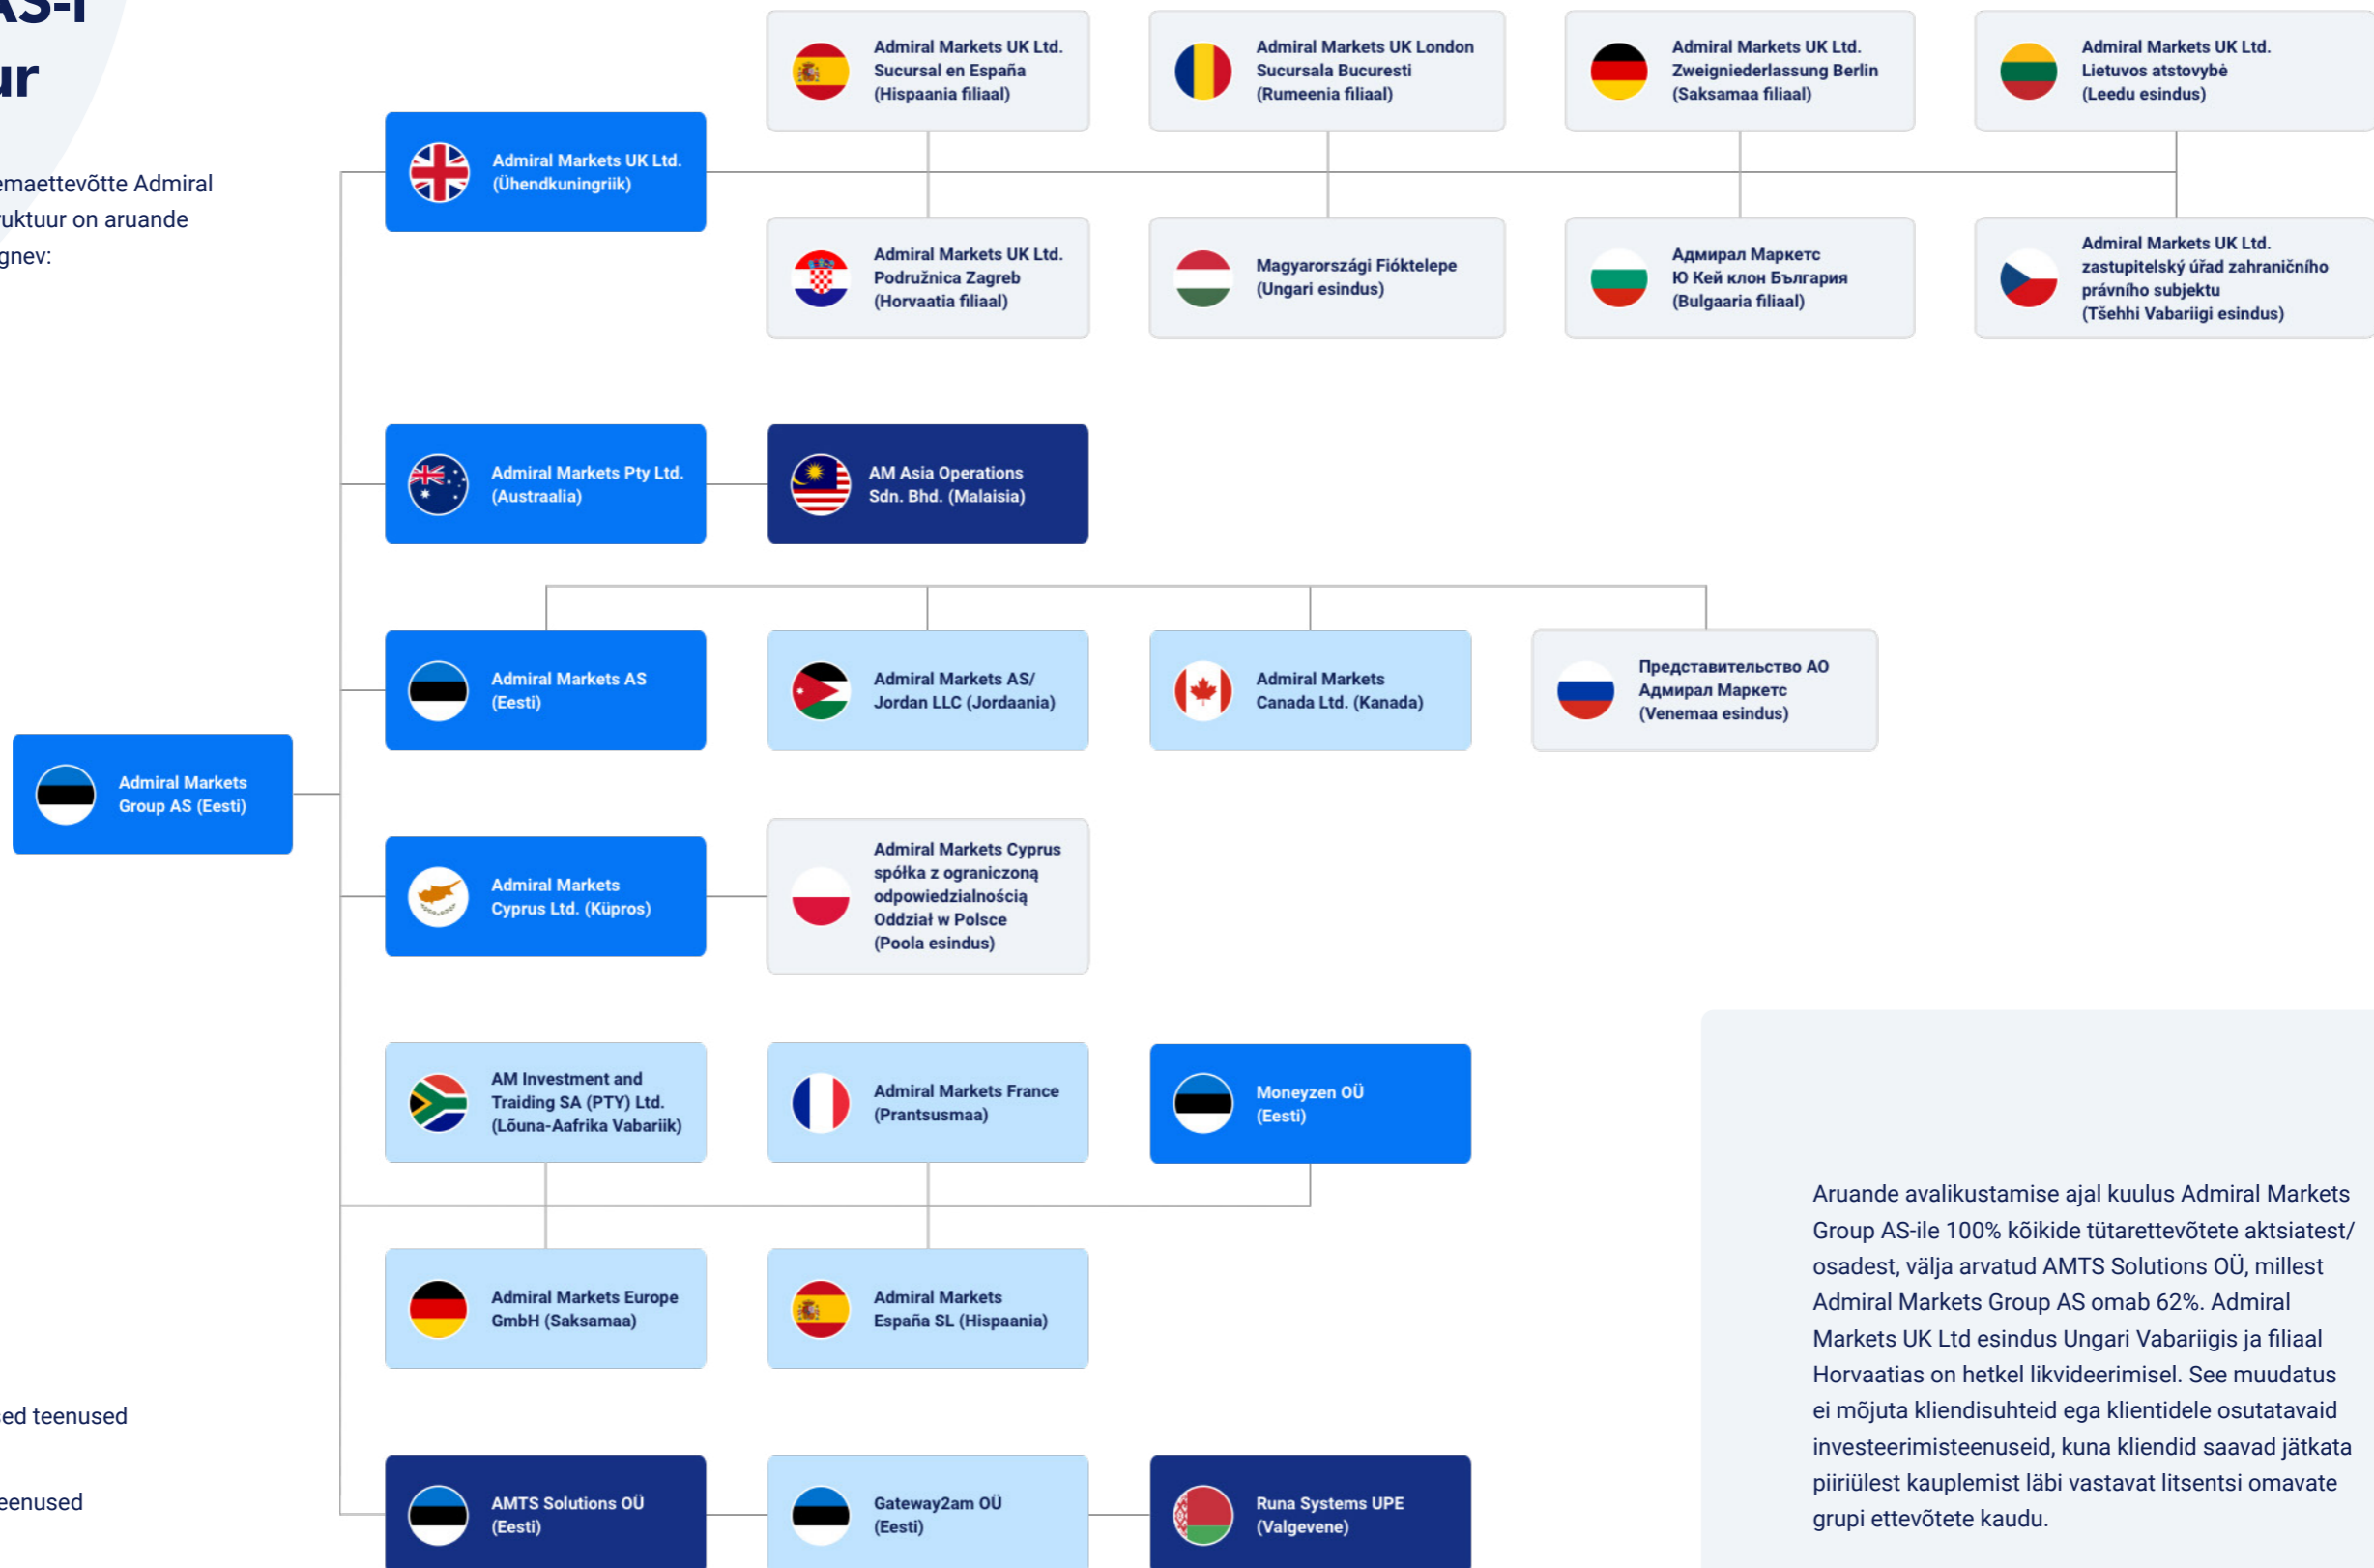 AS-i
ur
emaettevõtte Admiral
ruktuur on aruande
gnev:
Admiral Markets UK Ltd.
Sucursal en España
(Hispaania filiaal)
Admiral Markets UK London
Sucursala Bucuresti
(Rumeenia filiaal)
Admiral Markets UK Ltd.
Zweigniederlassung Berlin
(Saksamaa filiaal)
Admiral Markets UK Ltd.
Lietuvos atstovybė
(Leedu esindus)
Admiral Markets UK Ltd.
(Ühendkuningriik)
Admiral Markets UK Ltd.
Podružnica Zagreb
(Horvaatia filiaal)
Magyarországi Fióktelepe
(Ungari esindus)
Адмирал Маркетс
Ю Кей клон България
(Bulgaaria filiaal)
Admiral Markets UK Ltd.
zastupitelský úřad zahraničního
právního subjektu
(Tšehhi Vabariigi esindus)
Admiral Markets Pty Ltd.
(Austraalia)
AM Asia Operations
Sdn. Bhd. (Malaisia)
Admiral Markets AS
(Eesti)
Admiral Markets AS/
Jordan LLC (Jordaania)
Admiral Markets
Canada Ltd. (Kanada)
Представительство АО
Адмирал Маркетс
(Venemaa esindus)
Admiral Markets
Group AS (Eesti)
Admiral Markets
Cyprus Ltd. (Küpros)
Admiral Markets Cyprus
spółka z ograniczoną
odpowiedzialnością
Oddział w Polsce
(Poola esindus)
AM Investment and
Traiding SA (PTY) Ltd.
(Lõuna-Aafrika Vabariik)
Admiral Markets France
(Prantsusmaa)
Moneyzen OÜ
(Eesti)
Admiral Markets Europe
GmbH (Saksamaa)
Admiral Markets
España SL (Hispaania)
sed teenused
eenused
AMTS Solutions OÜ
(Eesti)
Gateway2am OÜ
(Eesti)
Runa Systems UPE
(Valgevene)
Aruande avalikustamise ajal kuulus Admiral Markets
Group AS-ile 100% kõikide tütarettevõtete aktsiatest/
osadest, välja arvatud AMTS Solutions OÜ, millest
Admiral Markets Group AS omab 62%. Admiral
Markets UK Ltd esindus Ungari Vabariigis ja filiaal
Horvaatias on hetkel likvideerimisel. See muudatus
ei mõjuta kliendisuhteid ega klientidele osutatavaid
investeerimisteenuseid, kuna kliendid saavad jätkata
piiriülest kauplemist läbi vastavat litsentsi omavate
grupi ettevõtete kaudu.